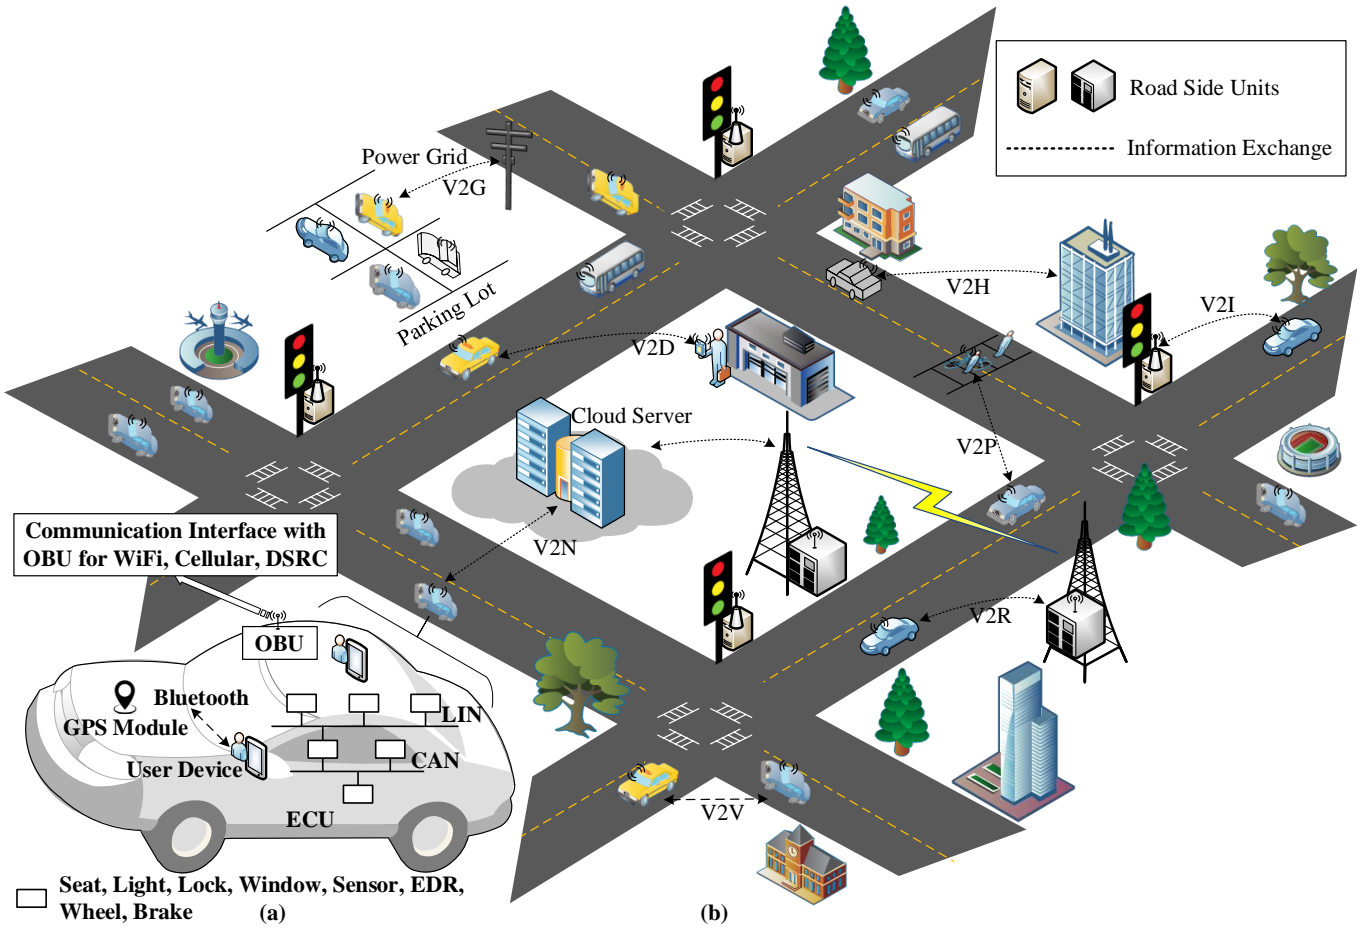 Road Side Units
Information Exchange
Power Grid
V2G
Parking Lot
V2H
V2I
V2D
V2P
Cloud Server
V2N
V2R
V2V
Communication Interface with
OBU for WiFi, Cellular, DSRC
OBU
Bluetooth
GPS Module
User Device
LIN
CAN
ECU
Seat, Light, Lock, Window, Sensor, EDR,
Wheel, Brake
(a)
(b)